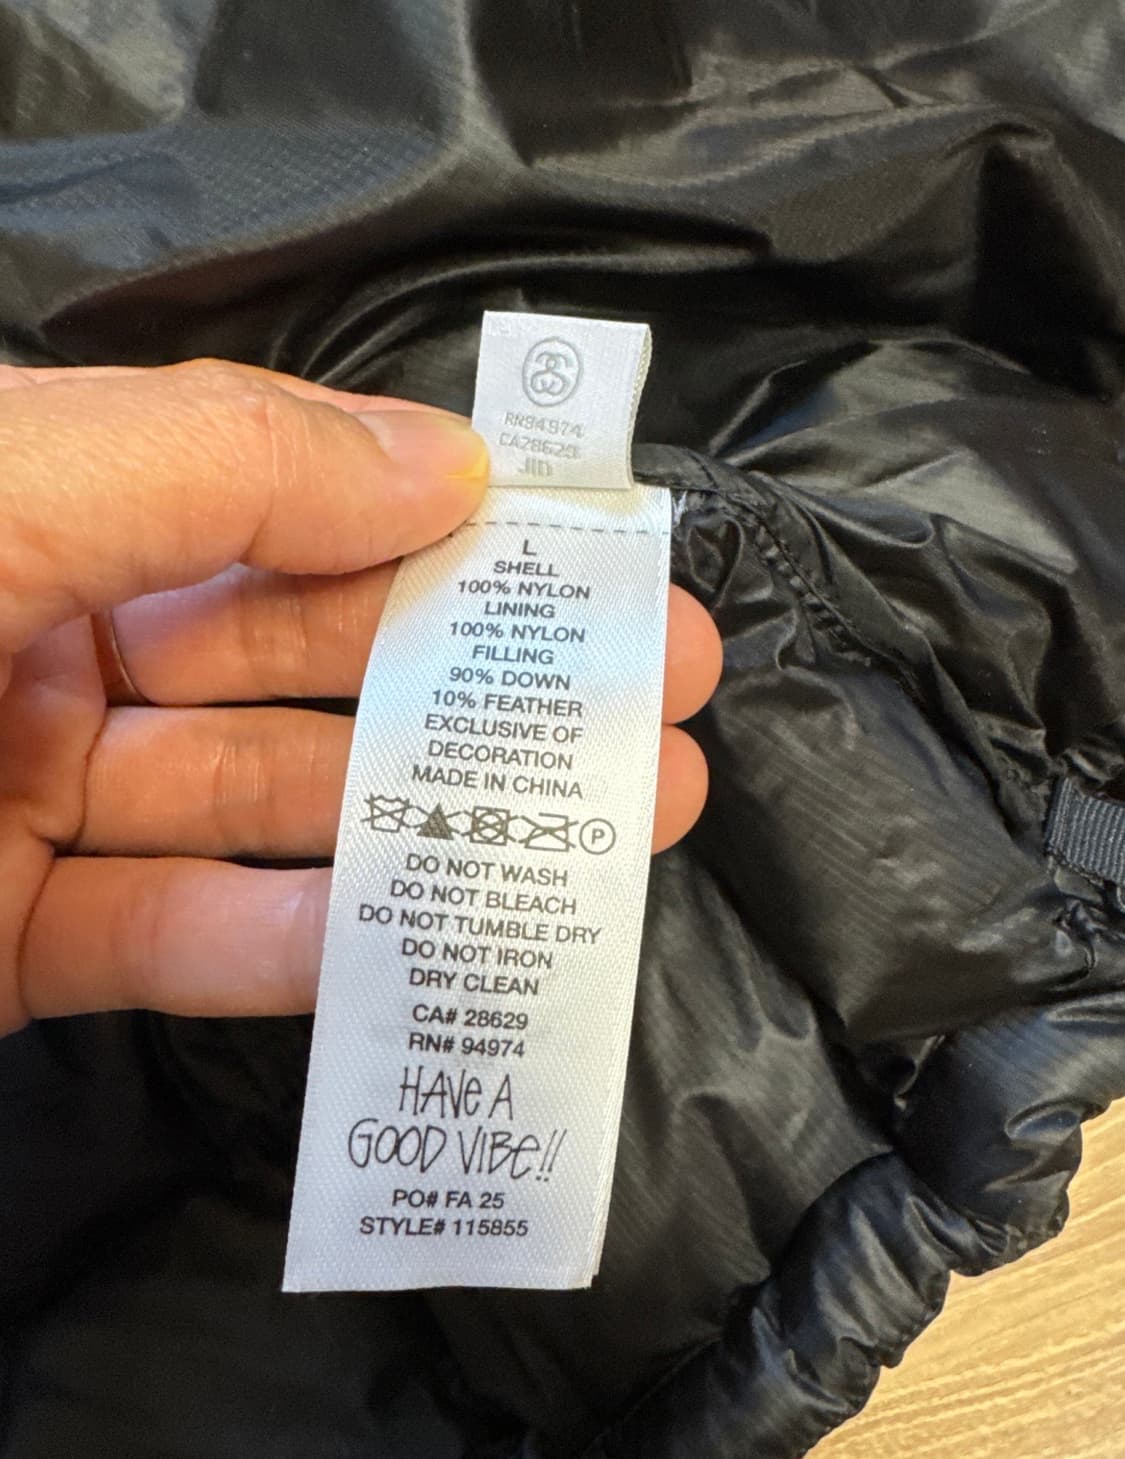 RN94974
CA28629
JID
L
SHELL
100% NYLON
LINING
100% NYLON
FILLING
90% DOWN
10% FEATHER
EXCLUSIVE OF
DECORATION
MADE IN CHINA
P
DO NOT WASH
DO NOT BLEACH
DO NOT TUMBLE DRY
DO NOT IRON
DRY CLEAN
CA# 28629
RN# 94974
HAVE A
GOOD VIBE!!
PO# FA 25
STYLE# 115855